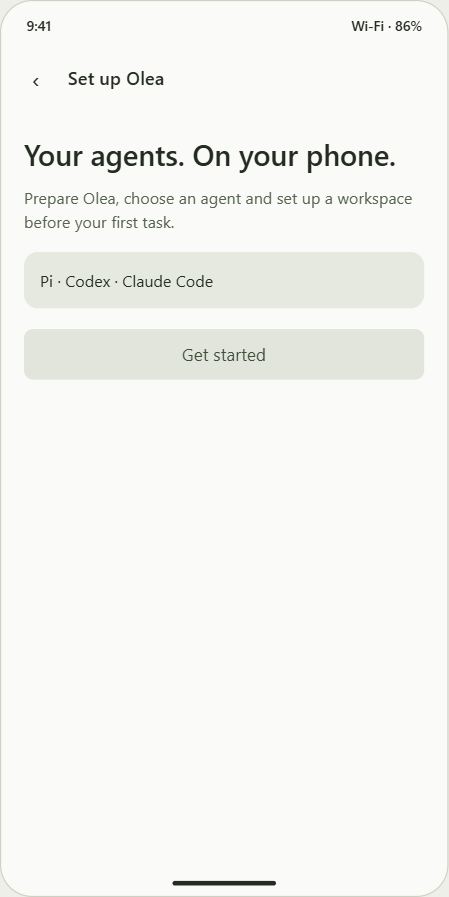 9:41
Wi-Fi · 86%
‹ Set up Olea
Your agents. On your phone.
Prepare Olea, choose an agent and set up a workspace
before your first task.
Pi · Codex · Claude Code
Get started